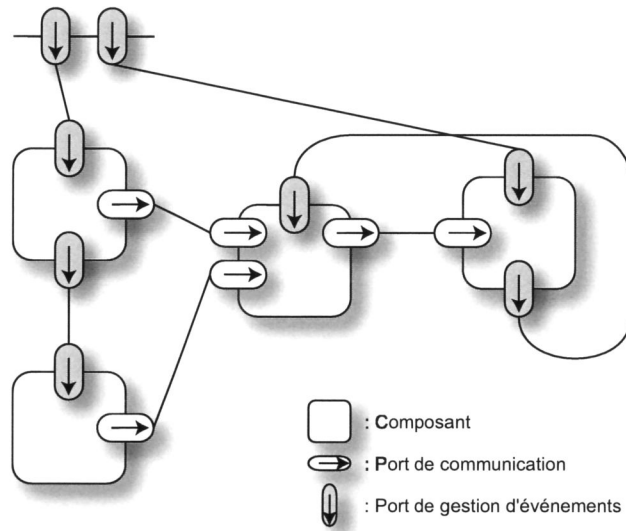 : Composant
: Port de communication
: Port de gestion d'événements